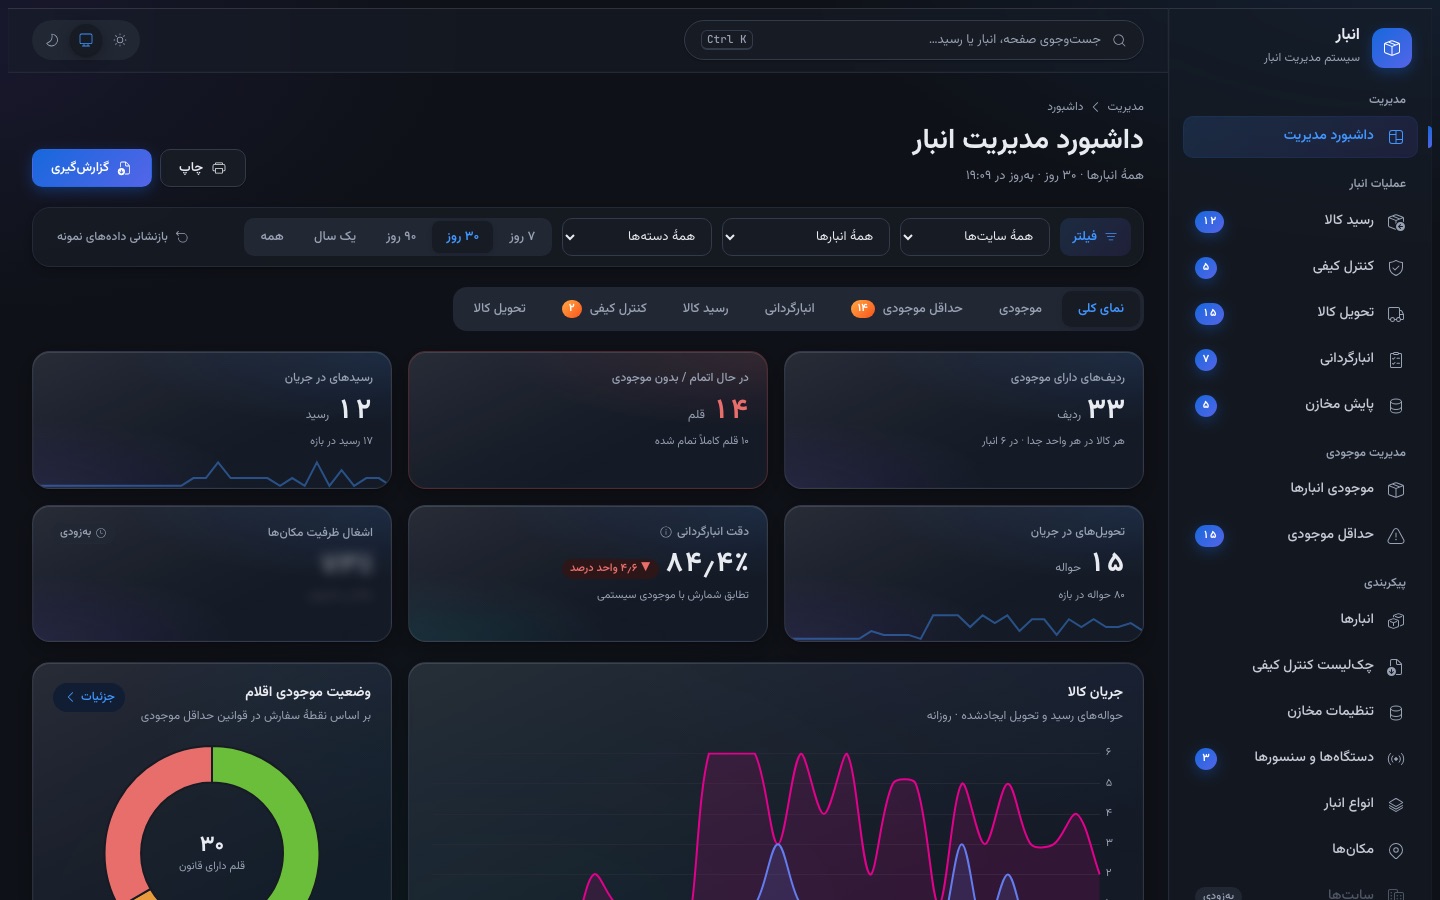 انبار
سیستم مدیریت انبار
مدیریت
داشبورد مدیریت
عملیات انبار
رسید کالا ۱۲
کنترل کیفی ۵
تحویل کالا ۱۵
انبارگردانی ۷
پایش مخازن ۵
مدیریت موجودی
موجودی انبارها
حداقل موجودی ۱۵
پیکربندی
انبارها
چک‌لیست کنترل کیفی
تنظیمات مخازن
دستگاه‌ها و سنسورها ۳
انواع انبار
مکان‌ها
سایت‌ها به‌زودی
جست‌وجوی صفحه، انبار یا رسید... Ctrl K
مدیریت داشبورد
داشبورد مدیریت انبار
همهٔ انبارها · ۳۰ روز · به‌روز در ۱۹:۰۹
چاپ گزارش‌گیری
فیلتر همهٔ سایت‌ها همهٔ انبارها همهٔ دسته‌ها ۷ روز ۳۰ روز ۹۰ روز یک سال همه بازنشانی داده‌های نمونه
نمای کلی موجودی حداقل موجودی ۱۴ انبارگردانی رسید کالا کنترل کیفی ۲ تحویل کالا
ردیف‌های دارای موجودی
۳۳ ردیف
هر کالا در هر واحد جدا · در ۶ انبار
در حال اتمام / بدون موجودی
۱۴ قلم
۱۰ قلم کاملاً تمام شده
رسیدهای در جریان
۱۲ رسید
۱۷ رسید در بازه
تحویل‌های در جریان
۱۵ حواله
۸۰ حواله در بازه
دقت انبارگردانی
۸۴٫۴٪ ▼ ۴٫۶ واحد درصد
تطابق شمارش با موجودی سیستمی
اشغال ظرفیت مکان‌ها به‌زودی
جریان کالا
حواله‌های رسید و تحویل ایجادشده · روزانه
۶
۵
۴
۳
۲
وضعیت موجودی اقلام
جزئیات
بر اساس نقطهٔ سفارش در قوانین حداقل موجودی
۳۰
قلم دارای قانون